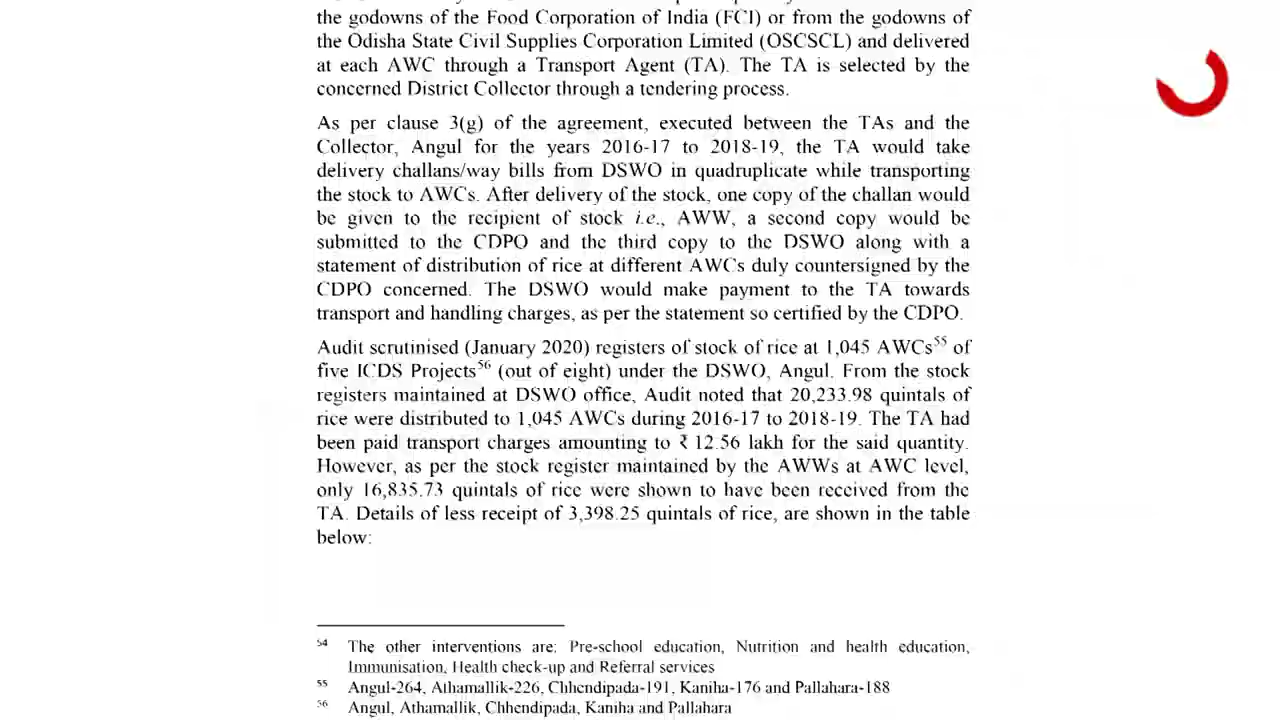 the godowns of the Food Corporation of India (FCI) or from the godowns of
the Odisha State Civil Supplies Corporation Limited (OSCSCL) and delivered
at each AWC through a Transport Agent (TA). The TA is selected by the
concerned District Collector through a tendering process.
As per clause 3(g) of the agreement, executed between the TAs and the
Collector, Angul for the years 2016-17 to 2018-19, the TA would take
delivery challans/way bills from DSWO in quadruplicate while transporting
the stock to AWCs. After delivery of the stock, one copy of the challan would
be given to the recipient of stock i.e., AWW, a second copy would be
submitted to the CDPO and the third copy to the DSWO along with a
statement of distribution of rice at different AWCs duly countersigned by the
CDPO concerned. The DSWO would make payment to the TA towards
transport and handling charges, as per the statement so certified by the CDPO.
Audit scrutinised (January 2020) registers of stock of rice at 1,045 AWCs55 of
five ICDS Projects56 (out of eight) under the DSWO, Angul. From the stock
registers maintained at DSWO office, Audit noted that 20,233.98 quintals of
rice were distributed to 1,045 AWCs during 2016-17 to 2018-19. The TA had
been paid transport charges amounting to ₹ 12.56 lakh for the said quantity.
However, as per the stock register maintained by the AWWs at AWC level,
only 16,835.73 quintals of rice were shown to have been received from the
TA. Details of less receipt of 3,398.25 quintals of rice, are shown in the table
below:
54 The other interventions are: Pre-school education, Nutrition and health education,
Immunisation, Health check-up and Referral services
55 Angul-264, Athamallik-226, Chhendipada-191, Kaniha-176 and Pallahara-188
56 Angul, Athamallik, Chhendipada, Kaniha and Pallahara